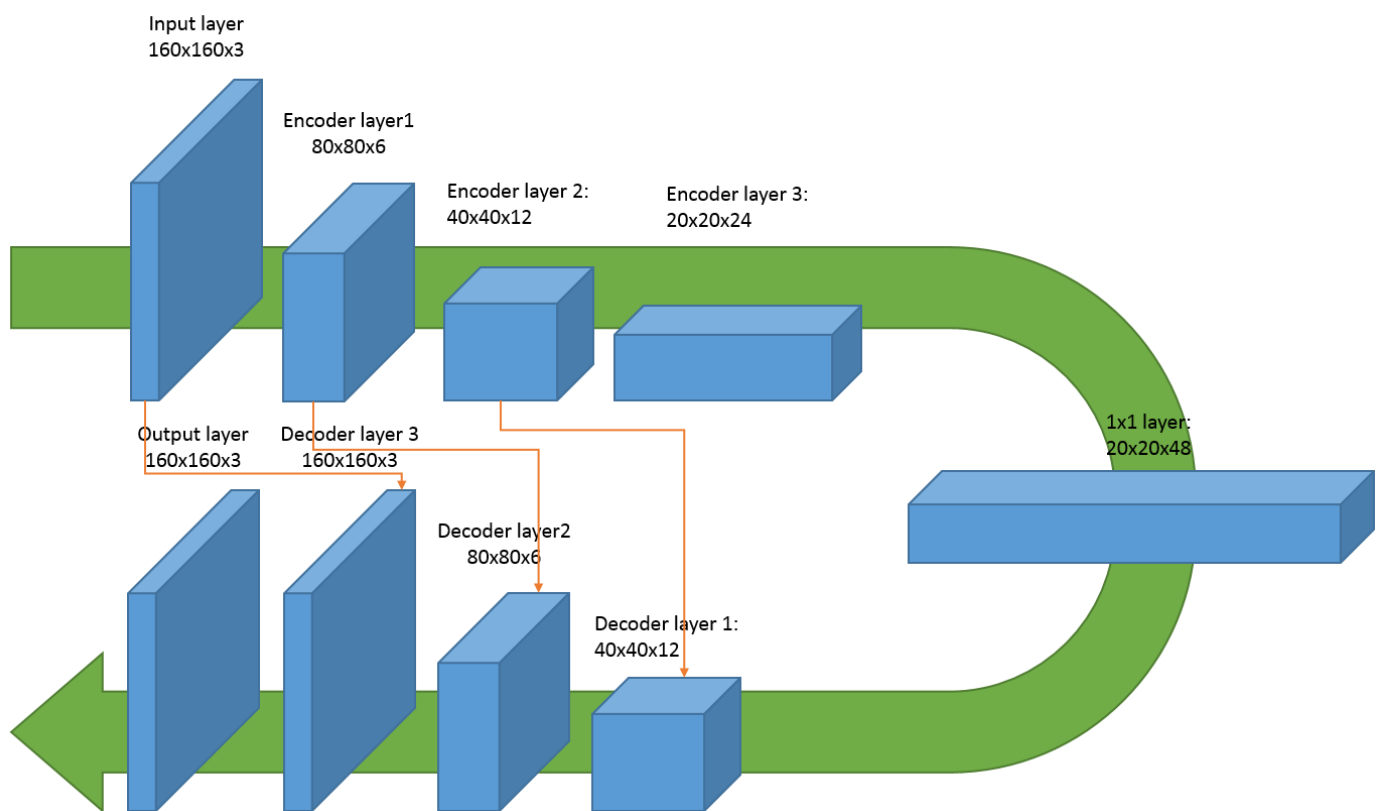 Input layer
160x160x3
Encoder layer1
80x80x6
Encoder layer 2:
40x40x12
Encoder layer 3:
20x20x24
1x1 layer:
20x20x48
Output layer
160x160x3
Decoder layer 3
160x160x3
Decoder layer2
80x80x6
Decoder layer 1:
40x40x12